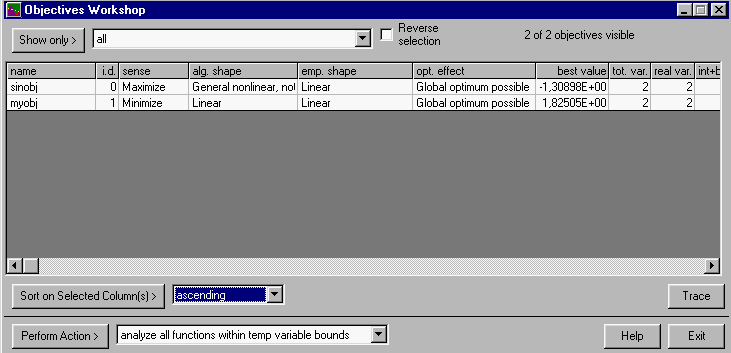 Objectives Workshop
Show only > all Reverse selection 2 of 2 objectives visible
name i.d. sense alg. shape emp. shape opt. effect best value tot. var. real var. int+b
sinobj 0 Maximize General nonlinear, not Linear Global optimum possible -1,30898E+00 2 2
myobj 1 Minimize Linear Linear Global optimum possible 1,82505E+00 2 2
Sort on Selected Column(s) > ascending Trace
Perform Action > analyze all functions within temp variable bounds Help Exit